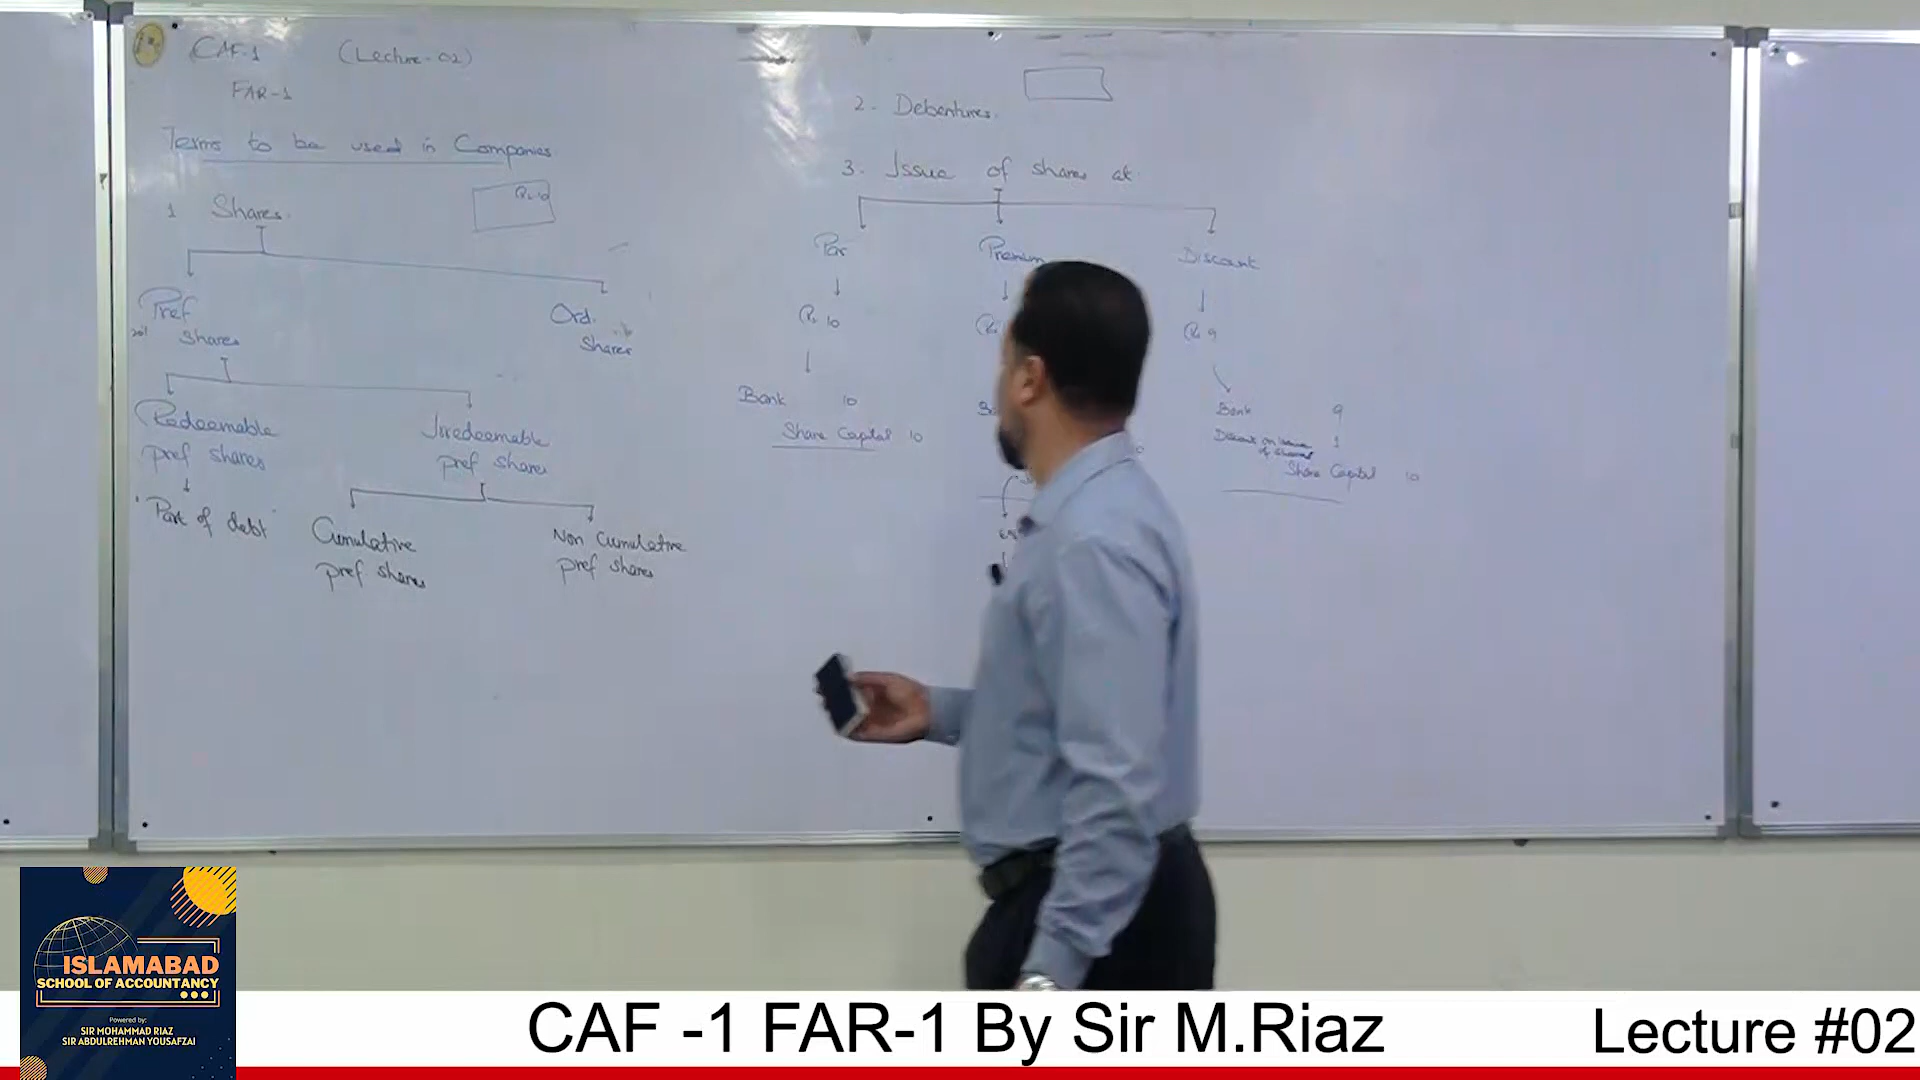 CAF-1 (Lecture-02)
FAR-1
Terms to be used in Companies
1 Shares.
Rs 10
Pref
20%
Shares
Ord.
Shares
Redeemable
pref shares
Irredeemable
pref shares
"Part of debt"
Cumulative
pref shares
Non Cumulative
pref shares
2. Debentures.
3. Issue of shares at
Par
Premium
Discount
Rs 10
Rs 9
Bank 10
Share Capital 10
Bank 9
Discount on issue 1
of shares
Share Capital 10
ISLAMABAD
SCHOOL OF ACCOUNTANCY
Powered by:
SIR MOHAMMAD RIAZ
SIR ABDULREHMAN YOUSAFZAI
CAF -1 FAR-1 By Sir M.Riaz
Lecture #02